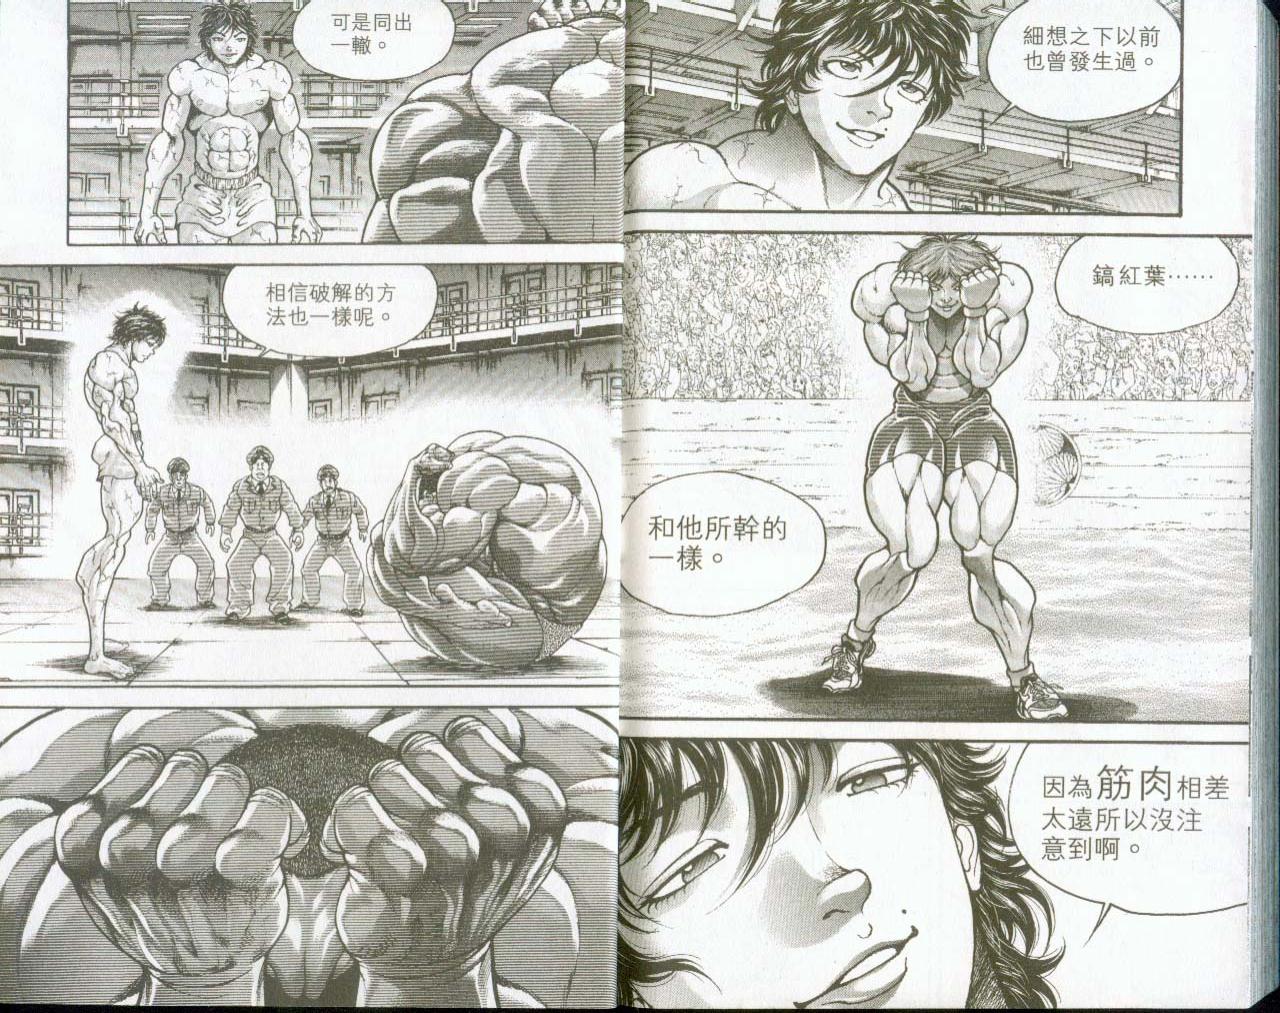 細想之下以前
也曾發生過。
鎬紅葉……
和他所幹的
一樣。
因為筋肉相差
太遠所以沒注
意到啊。
可是同出
一轍。
相信破解的方
法也一樣呢。